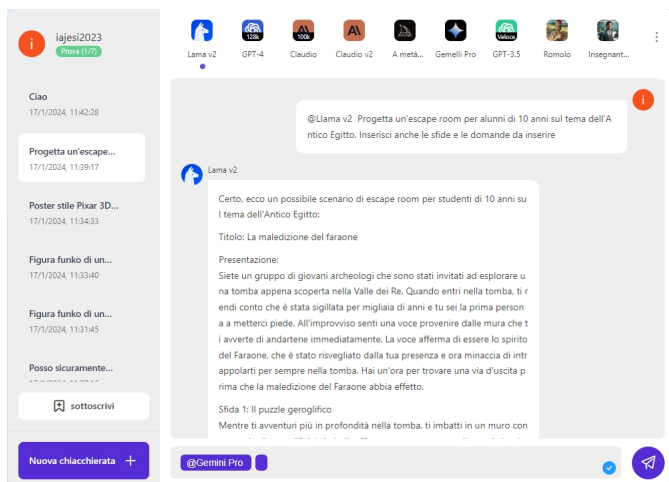 i
iajesi2023
Prova (1/7)
128k
100k
Veloce
Lama v2
GPT-4
Claudio
Claudio v2
A metà...
Gemelli Pro
GPT-3.5
Romolo
Insegnant...
Ciao
17/1/2024, 11:42:28
Progetta un'escape...
17/1/2024, 11:39:17
Poster stile Pixar 3D...
17/1/2024, 11:34:33
Figura funko di un...
17/1/2024, 11:33:40
Figura funko di un...
17/1/2024, 11:31:45
Posso sicuramente...
sottoscrivi
Nuova chiacchierata +
i
@Llama v2 Progetta un'escape room per alunni di 10 anni sul tema dell'A
ntico Egitto. Inserisci anche le sfide e le domande da inserire
Lama v2
Certo, ecco un possibile scenario di escape room per studenti di 10 anni su
l tema dell'Antico Egitto:
Titolo: La maledizione del faraone
Presentazione:
Siete un gruppo di giovani archeologi che sono stati invitati ad esplorare u
na tomba appena scoperta nella Valle dei Re. Quando entri nella tomba, ti r
endi conto che è stata sigillata per migliaia di anni e tu sei la prima person
a a metterci piede. All'improvviso senti una voce provenire dalle mura che t
i avverte di andartene immediatamente. La voce afferma di essere lo spirito
del Faraone, che è stato risvegliato dalla tua presenza e ora minaccia di intr
appolarti per sempre nella tomba. Hai un'ora per trovare una via d'uscita p
rima che la maledizione del Faraone abbia effetto.
Sfida 1: Il puzzle geroglifico
Mentre ti avventuri più in profondità nella tomba, ti imbatti in un muro con
@Gemini Pro